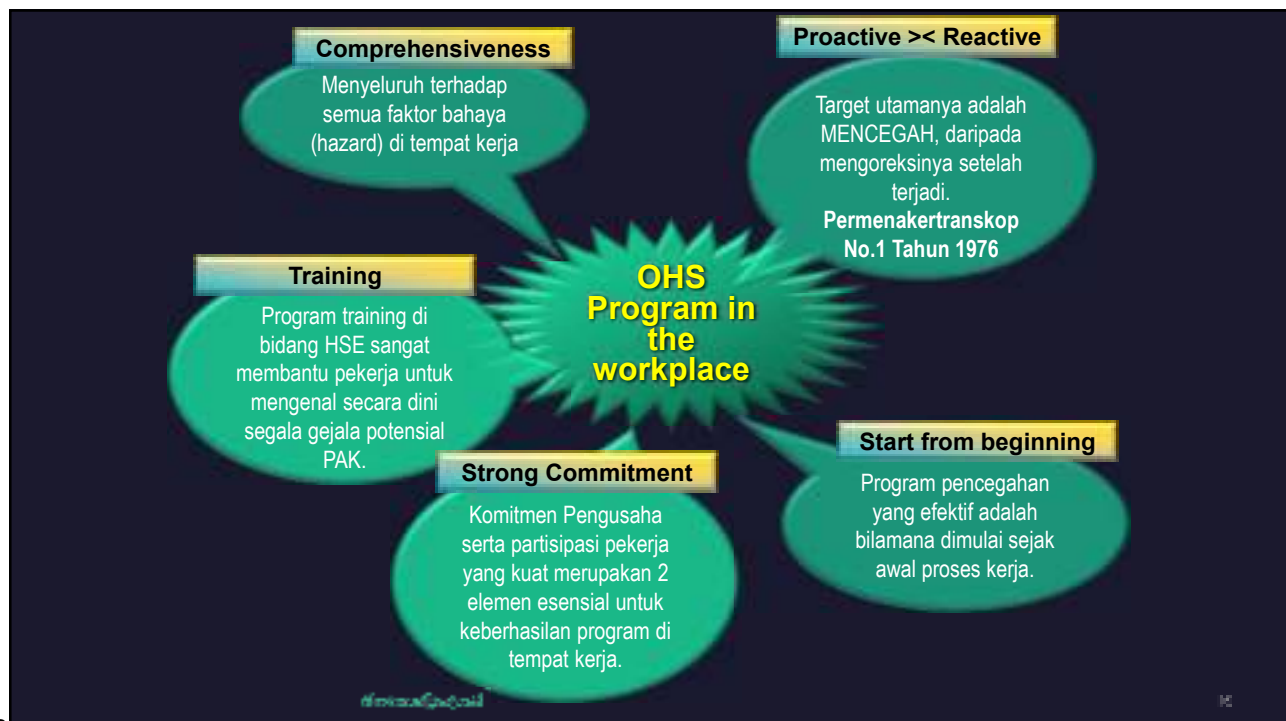 Comprehensiveness
Menyeluruh terhadap
semua faktor bahaya
(hazard) di tempat kerja
Proactive >< Reactive
Target utamanya adalah
MENCEGAH, daripada
mengoreksinya setelah
terjadi.
Permenakertranskop
No.1 Tahun 1976
OHS
Program in
the
workplace
Training
Program training di
bidang HSE sangat
membantu pekerja untuk
mengenal secara dini
segala gejala potensial
PAK.
Strong Commitment
Komitmen Pengusaha
serta partisipasi pekerja
yang kuat merupakan 2
elemen esensial untuk
keberhasilan program di
tempat kerja.
Start from beginning
Program pencegahan
yang efektif adalah
bilamana dimulai sejak
awal proses kerja.